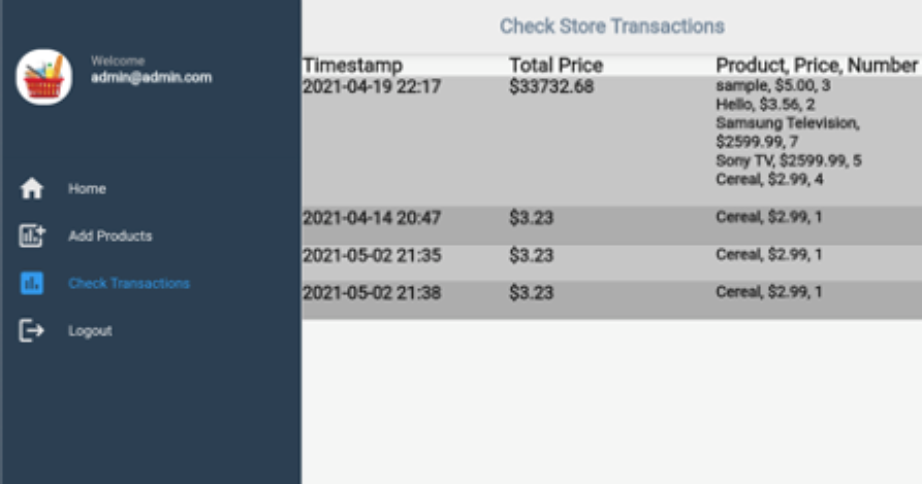 Check Store Transactions
Welcome
admin@admin.com
Home
Add Products
Check Transactions
Logout
Timestamp Total Price Product, Price, Number
2021-04-19 22:17 $33732.68 sample, $5.00, 3
Hello, $3.56, 2
Samsung Television,
$2599.99, 7
Sony TV, $2599.99, 5
Cereal, $2.99, 4
2021-04-14 20:47 $3.23 Cereal, $2.99, 1
2021-05-02 21:35 $3.23 Cereal, $2.99, 1
2021-05-02 21:38 $3.23 Cereal, $2.99, 1